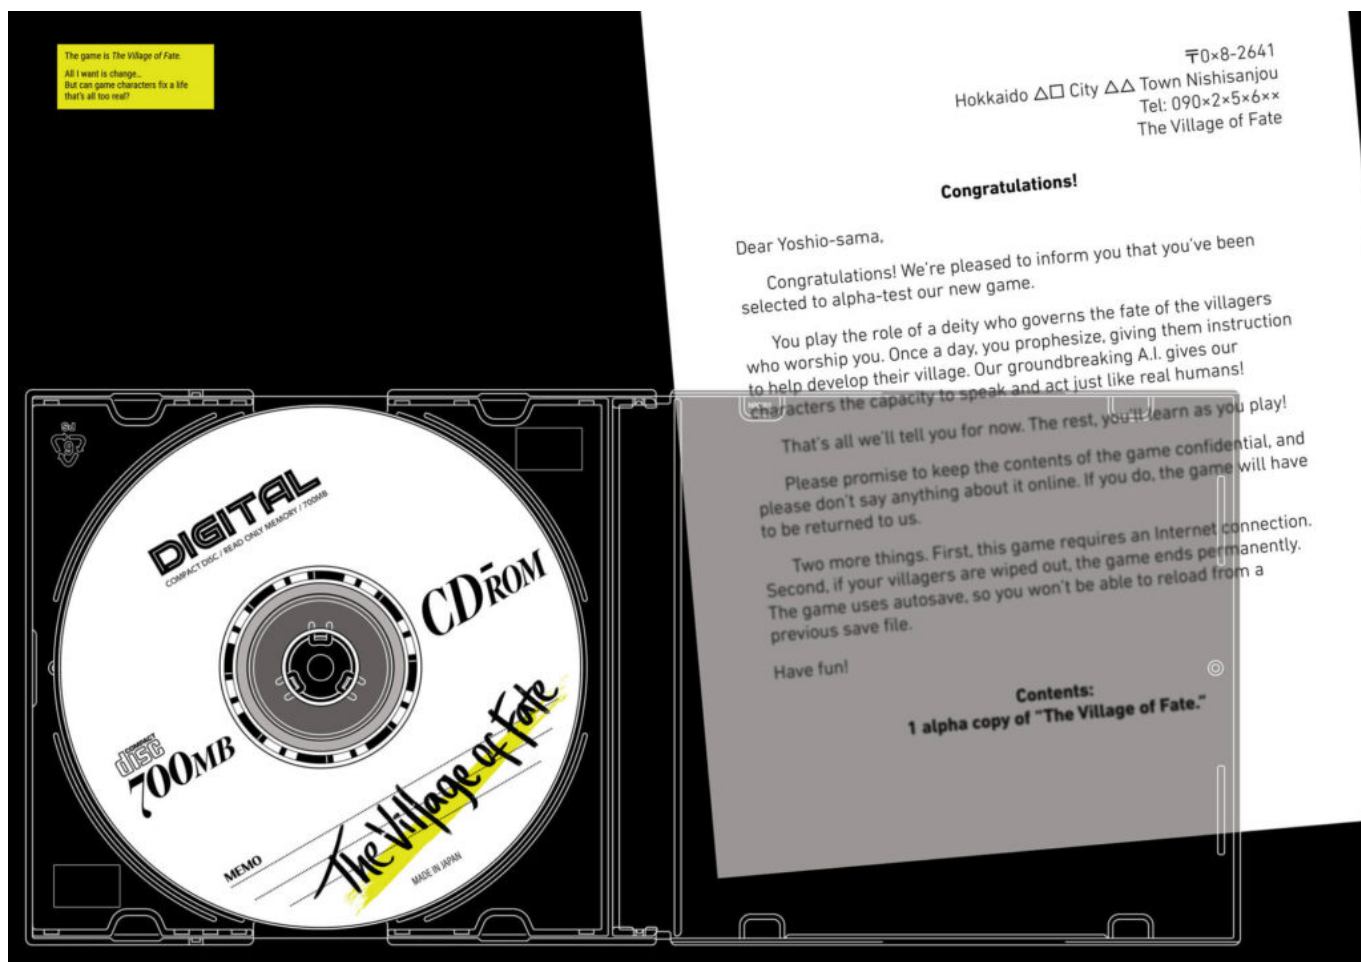 The game is The Village of Fate.
All I want is change...
But can game characters fix a life
that's all too real?
〒0×8-2641
Hokkaido △□ City △△ Town Nishisanjou
Tel: 090×2×5×6××
The Village of Fate
Congratulations!
Dear Yoshio-sama,
Congratulations! We're pleased to inform you that you've been
selected to alpha-test our new game.
You play the role of a deity who governs the fate of the villagers
who worship you. Once a day, you prophesize, giving them instruction
to help develop their village. Our groundbreaking A.I. gives our
characters the capacity to speak and act just like real humans!
That's all we'll tell you for now. The rest, you'll learn as you play!
Please promise to keep the contents of the game confidential, and
please don't say anything about it online. If you do, the game will have
to be returned to us.
Two more things. First, this game requires an Internet connection.
Second, if your villagers are wiped out, the game ends permanently.
The game uses autosave, so you won't be able to reload from a
previous save file.
Have fun!
Contents:
1 alpha copy of "The Village of Fate."
PS
6
DIGITAL
COMPACT DISC / READ ONLY MEMORY / 700MB
CD-ROM
COMPACT
disc
700MB
The Village of Fate
MEMO
MADE IN JAPAN